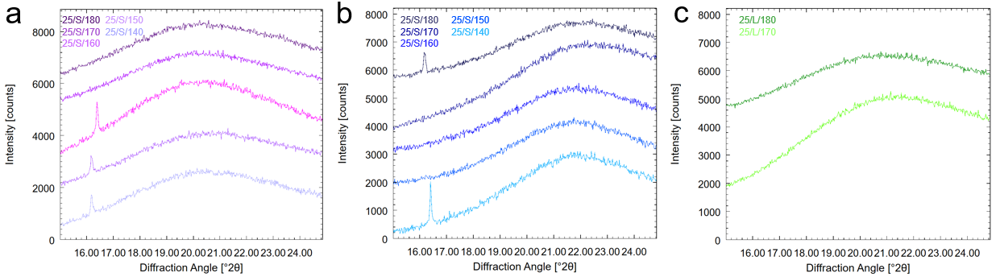 a
25/S/180 25/S/150
25/S/170 25/S/140
25/S/160
8000
6000
4000
2000
0
Intensity [counts]
16.00 17.00 18.00 19.00 20.00 21.00 22.00 23.00 24.00
Diffraction Angle [°2θ]
b
25/S/180 25/S/150
25/S/170 25/S/140
25/S/160
8000
7000
6000
5000
4000
3000
2000
1000
0
Intensity [counts]
16.00 17.00 18.00 19.00 20.00 21.00 22.00 23.00 24.00
Diffraction Angle [°2θ]
c
25/L/180
25/L/170
8000
7000
6000
5000
4000
3000
2000
1000
0
Intensity [counts]
16.00 17.00 18.00 19.00 20.00 21.00 22.00 23.00 24.00
Diffraction Angle [°2θ]